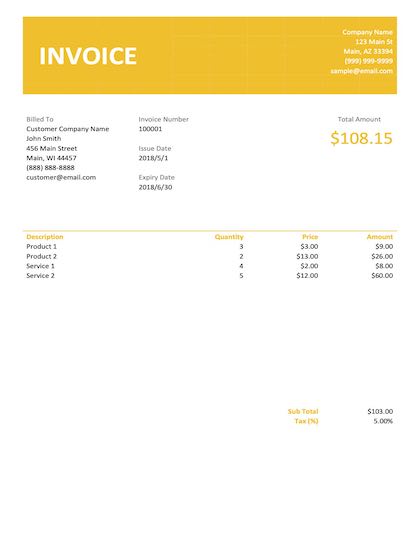 INVOICE
Company Name
123 Main St
Main, AZ 33394
(999) 999-9999
sample@email.com
Billed To
Customer Company Name
John Smith
456 Main Street
Main, WI 44457
(888) 888-8888
customer@email.com
Invoice Number
100001
Issue Date
2018/5/1
Expiry Date
2018/6/30
Total Amount
$108.15
Description Quantity Price Amount
Product 1 3 $3.00 $9.00
Product 2 2 $13.00 $26.00
Service 1 4 $2.00 $8.00
Service 2 5 $12.00 $60.00
Sub Total $103.00
Tax (%) 5.00%